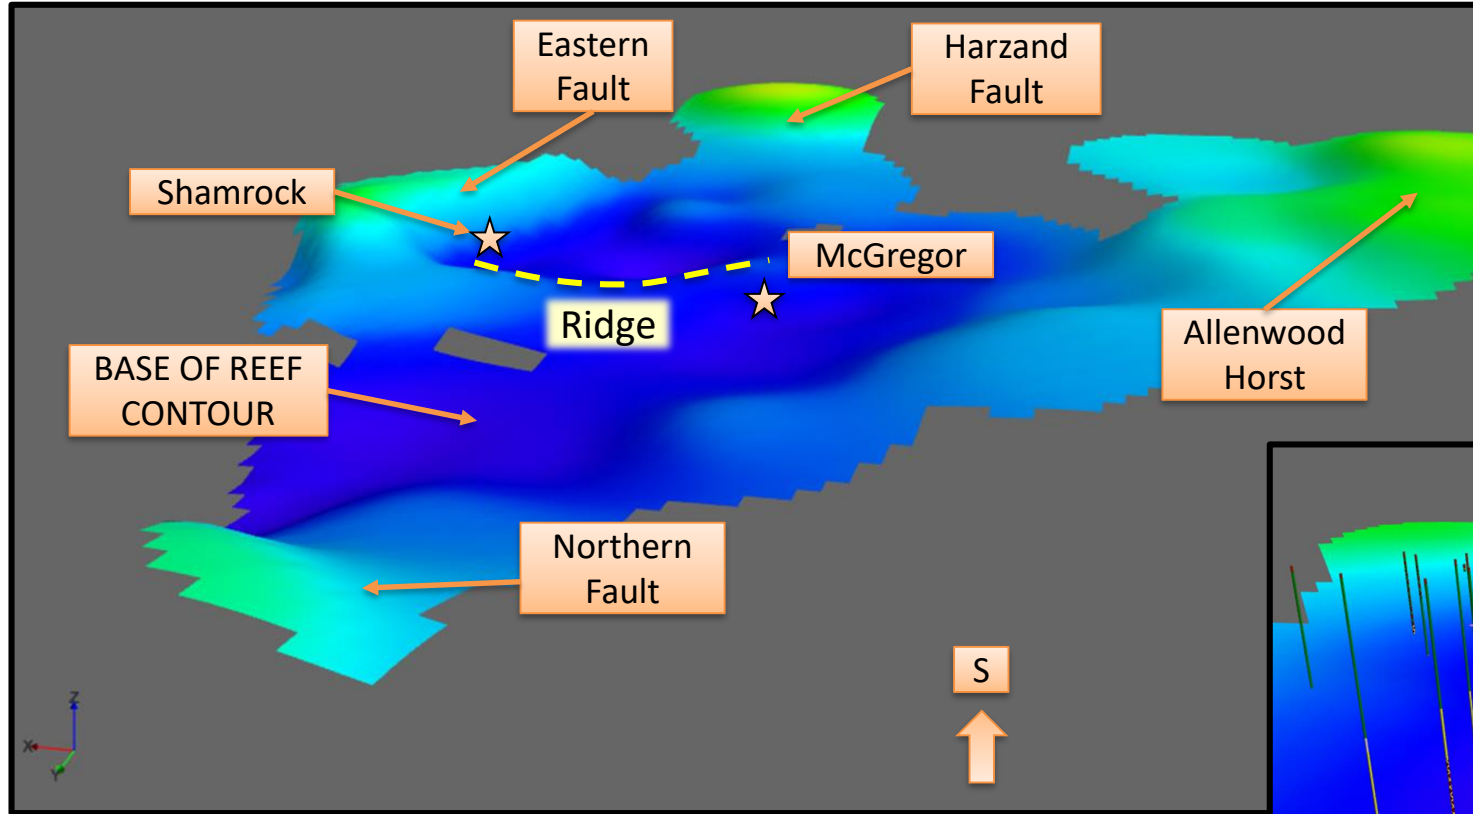 Eastern
Fault
Harzand
Fault
Shamrock
McGregor
Ridge
Allenwood
Horst
BASE OF REEF
CONTOUR
Northern
Fault
S
Z
X
Y